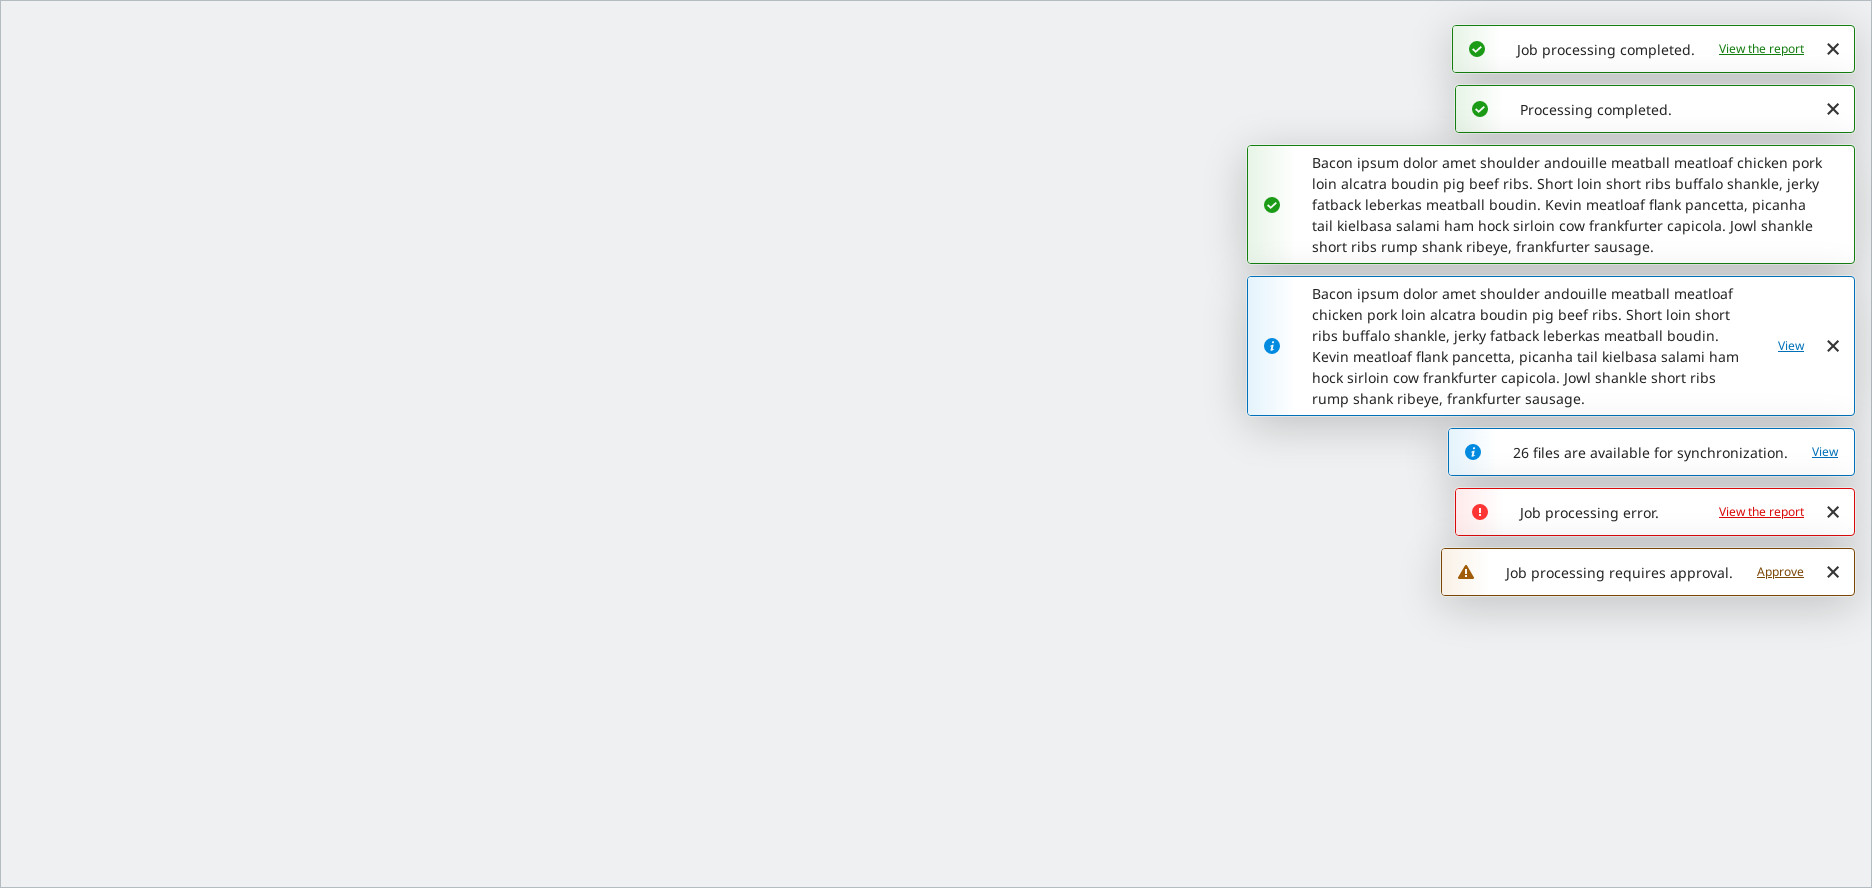 Job processing completed. View the report
Processing completed.
Bacon ipsum dolor amet shoulder andouille meatball meatloaf chicken pork
loin alcatra boudin pig beef ribs. Short loin short ribs buffalo shankle, jerky
fatback leberkas meatball boudin. Kevin meatloaf flank pancetta, picanha
tail kielbasa salami ham hock sirloin cow frankfurter capicola. Jowl shankle
short ribs rump shank ribeye, frankfurter sausage.
Bacon ipsum dolor amet shoulder andouille meatball meatloaf
chicken pork loin alcatra boudin pig beef ribs. Short loin short
ribs buffalo shankle, jerky fatback leberkas meatball boudin.
Kevin meatloaf flank pancetta, picanha tail kielbasa salami ham
hock sirloin cow frankfurter capicola. Jowl shankle short ribs
rump shank ribeye, frankfurter sausage.
View
26 files are available for synchronization. View
Job processing error. View the report
Job processing requires approval. Approve